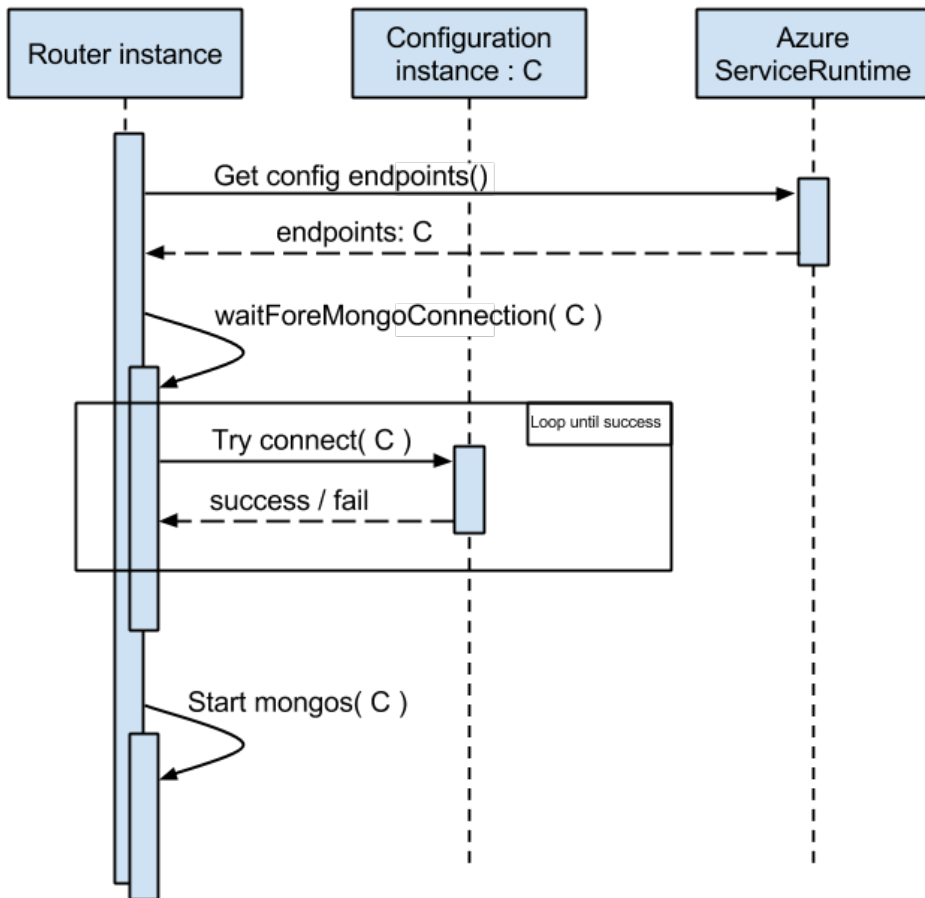 Router instance
Configuration
instance : C
Azure
ServiceRuntime
Get config endpoints()
endpoints: C
waitForeMongoConnection( C )
Loop until success
Try connect( C )
success / fail
Start mongos( C )